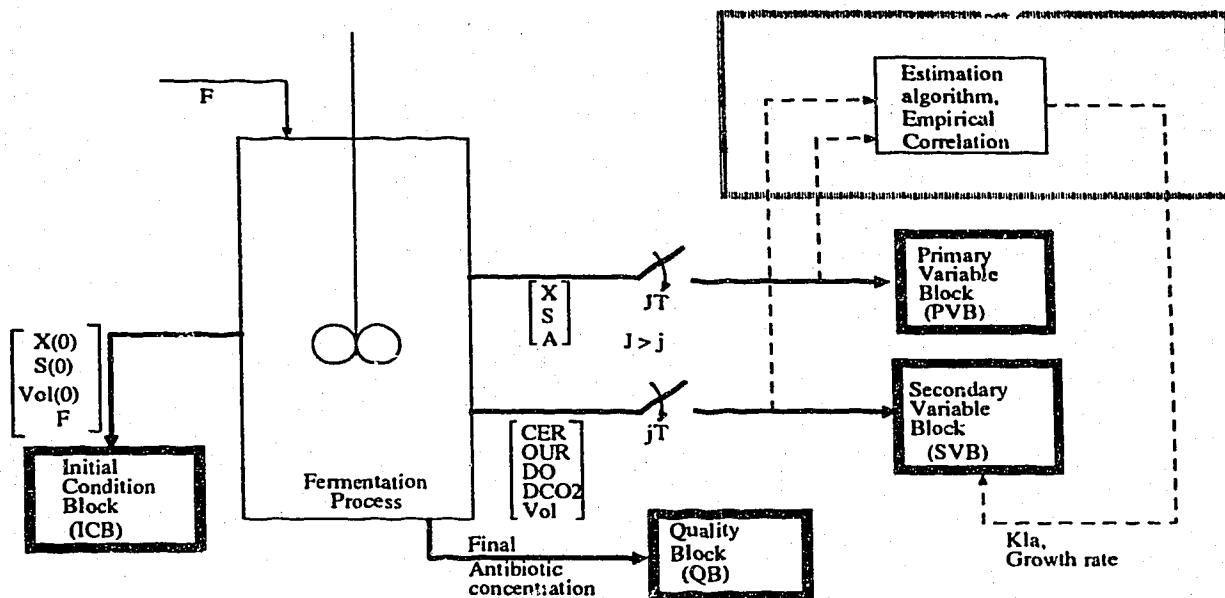 F
Estimation
algorithm,
Empirical
Correlation
X
S
A
JT
J > j
Primary
Variable
Block
(PVB)
X(0)
S(0)
Vol(0)
F
Initial
Condition
Block
(ICB)
Fermentation
Process
CER
OUR
DO
DCO2
Vol
jT
Secondary
Variable
Block
(SVB)
Final
Antibiotic
concentration
Quality
Block
(QB)
Kla,
Growth rate